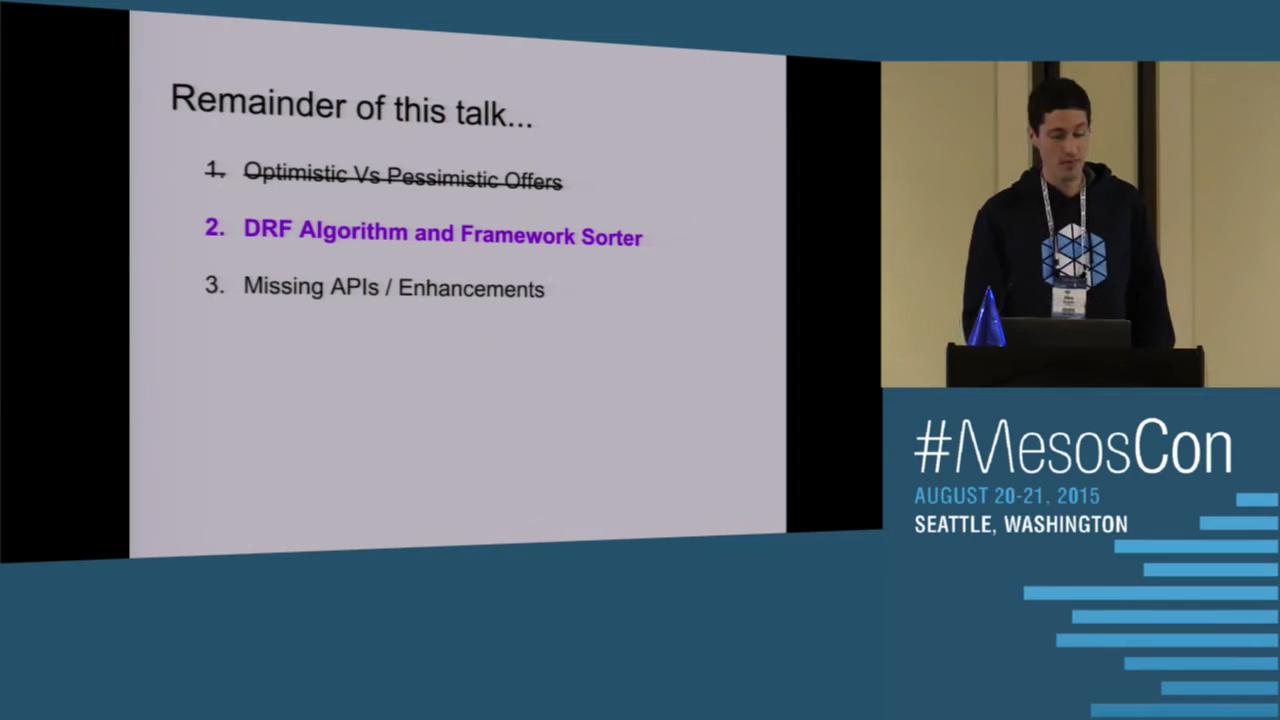 Remainder of this talk...
1. Optimistic Vs Pessimistic Offers
2. DRF Algorithm and Framework Sorter
3. Missing APIs / Enhancements
#MesosCon
AUGUST 20-21, 2015
SEATTLE, WASHINGTON